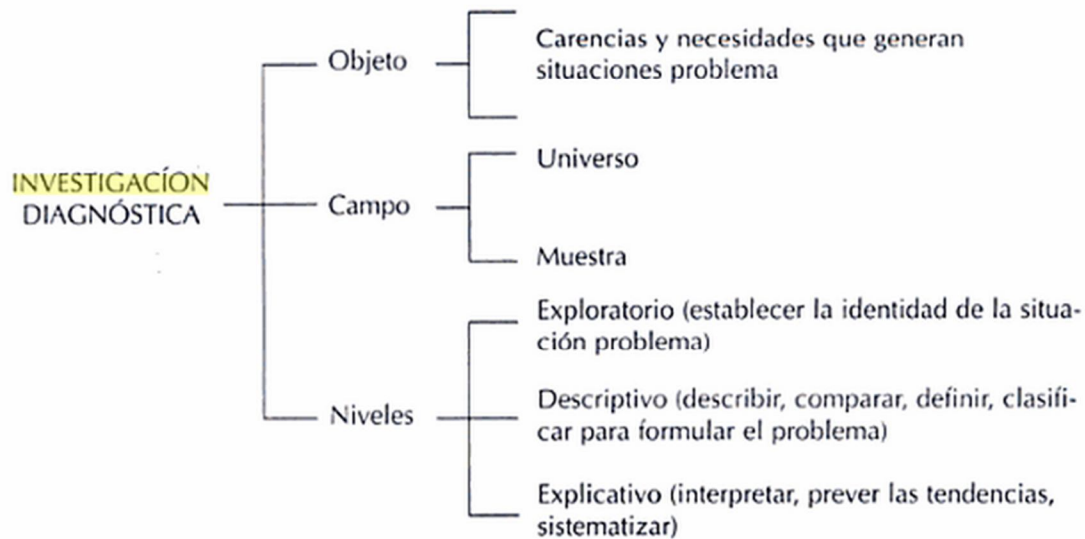 Objeto
Carencias y necesidades que generan
situaciones problema
INVESTIGACÍON
DIAGNÓSTICA
Campo
Universo
Muestra
Niveles
Exploratorio (establecer la identidad de la situa-
ción problema)
Descriptivo (describir, comparar, definir, clasifi-
car para formular el problema)
Explicativo (interpretar, prever las tendencias,
sistematizar)